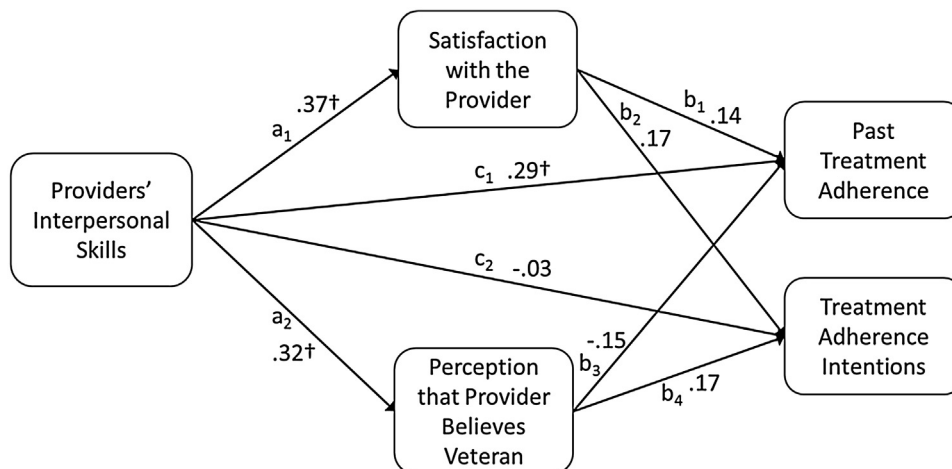 Satisfaction
with the
Provider
.37†
a₁
b₁ .14
b₂
.17
Past
Treatment
Adherence
Providers’
Interpersonal
Skills
c₁ .29†
c₂ -.03
a₂
.32†
-.15
b₃
b₄ .17
Treatment
Adherence
Intentions
Perception
that Provider
Believes
Veteran